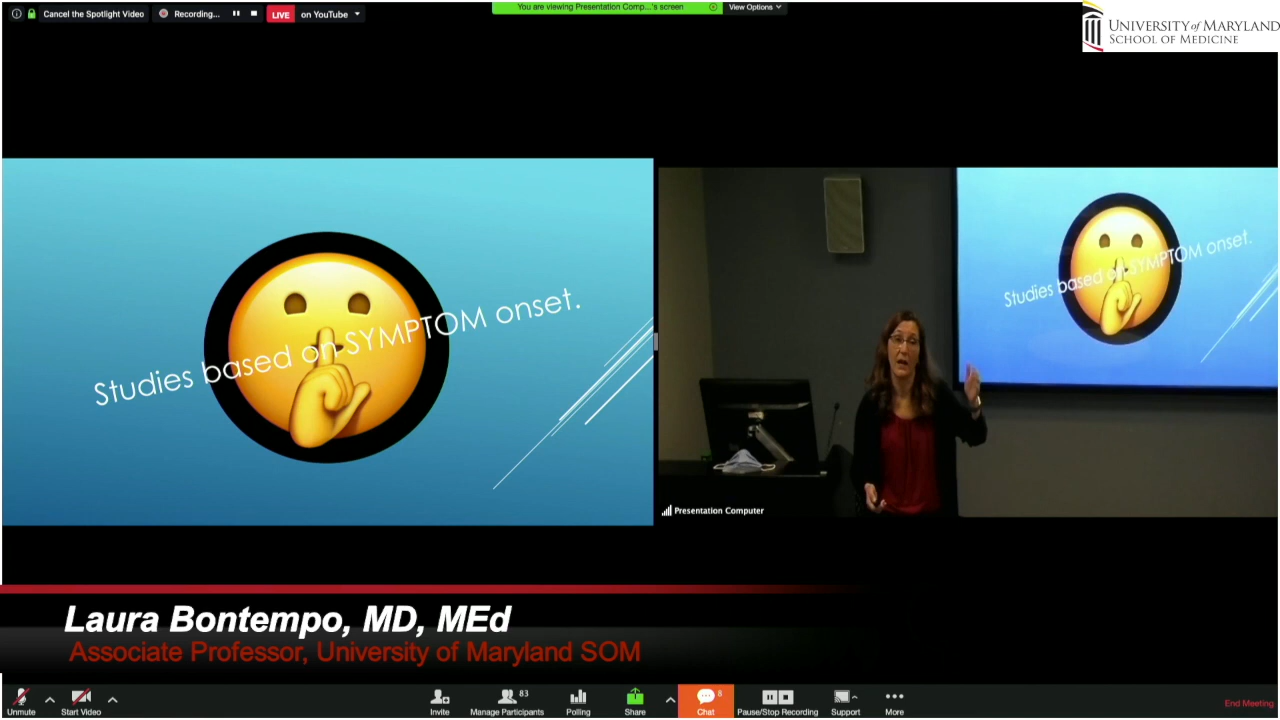 Cancel the Spotlight Video
Recording...
LIVE on YouTube
You are viewing Presentation Comp...'s screen
View Options
UNIVERSITY of MARYLAND
SCHOOL OF MEDICINE
Studies based on SYMPTOM onset.
Studies based on SYMPTOM onset.
Presentation Computer
Laura Bontempo, MD, MEd
Associate Professor, University of Maryland SOM
Unmute
Start Video
Invite
Manage Participants
83
Polling
Share
Chat
8
Pause/Stop Recording
Support
More
End Meeting